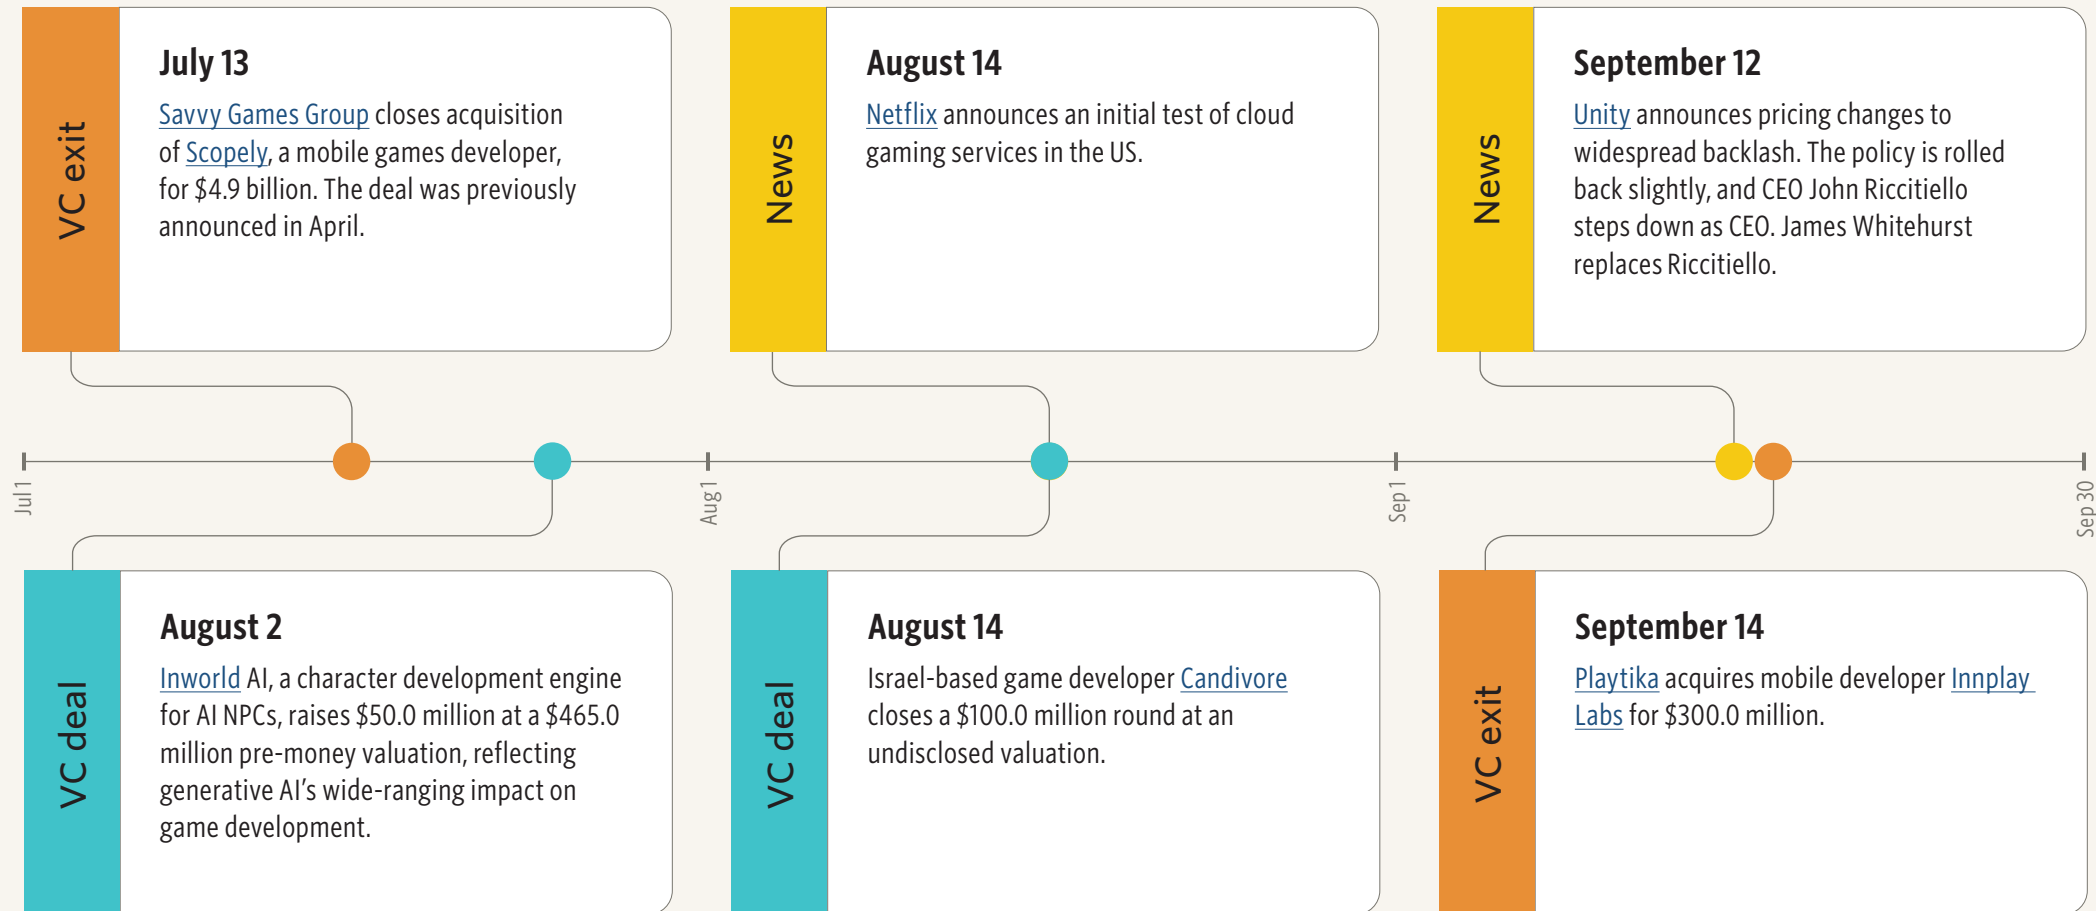 VC exit
July 13
Savvy Games Group closes acquisition
of Scopely, a mobile games developer,
for $4.9 billion. The deal was previously
announced in April.
News
August 14
Netflix announces an initial test of cloud
gaming services in the US.
News
September 12
Unity announces pricing changes to
widespread backlash. The policy is rolled
back slightly, and CEO John Riccitiello
steps down as CEO. James Whitehurst
replaces Riccitiello.
Jul 1
Aug 1
Sep 1
Sep 30
VC deal
August 2
Inworld AI, a character development engine
for AI NPCs, raises $50.0 million at a $465.0
million pre-money valuation, reflecting
generative AI’s wide-ranging impact on
game development.
VC deal
August 14
Israel-based game developer Candivore
closes a $100.0 million round at an
undisclosed valuation.
VC exit
September 14
Playtika acquires mobile developer Innplay
Labs for $300.0 million.